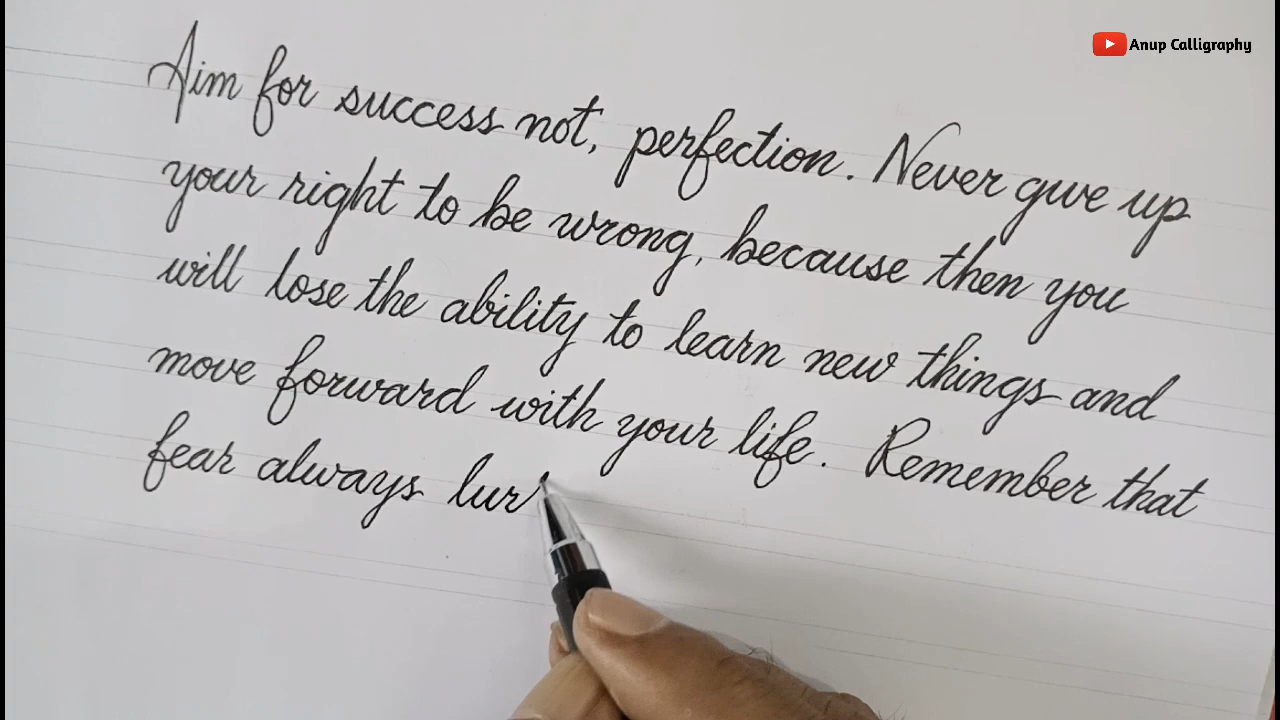 Anup Calligraphy
Aim for success not, perfection. Never give up
your right to be wrong, because then you
will lose the ability to learn new things and
move forward with your life. Remember that
fear always lur